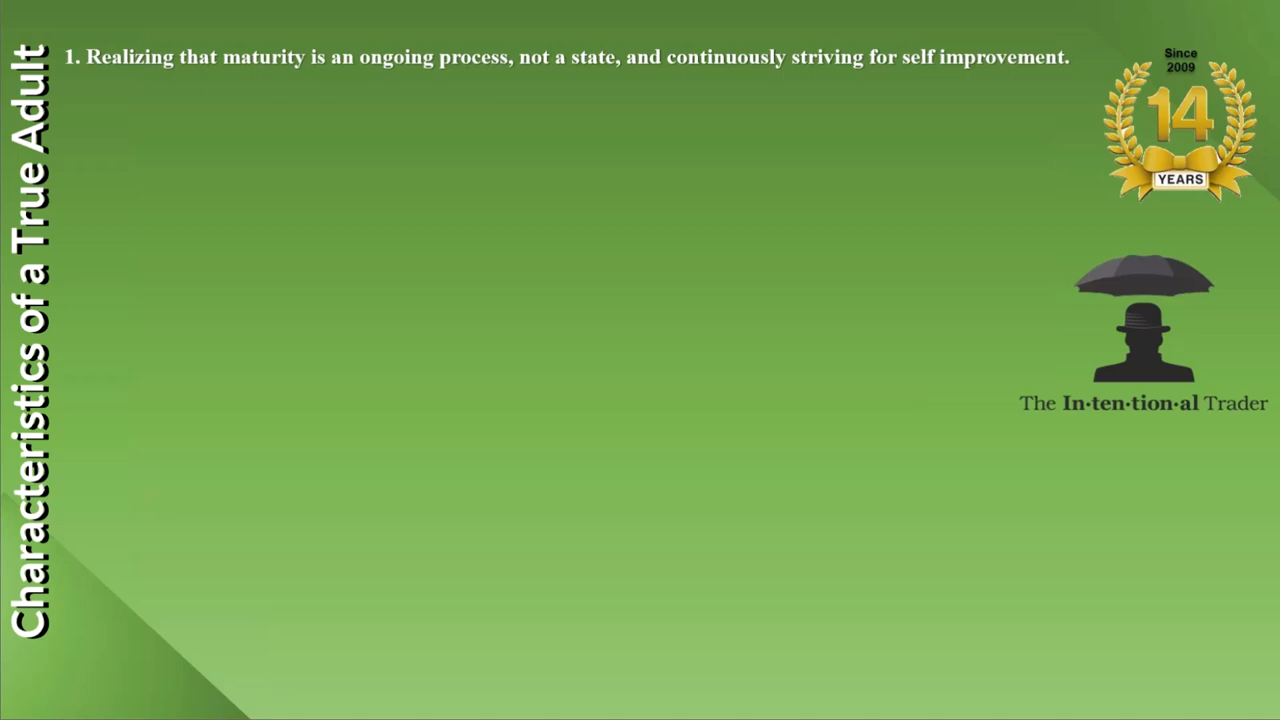 Characteristics of a True Adult
1. Realizing that maturity is an ongoing process, not a state, and continuously striving for self improvement.
Since
2009
14
YEARS
The In·ten·tion·al Trader